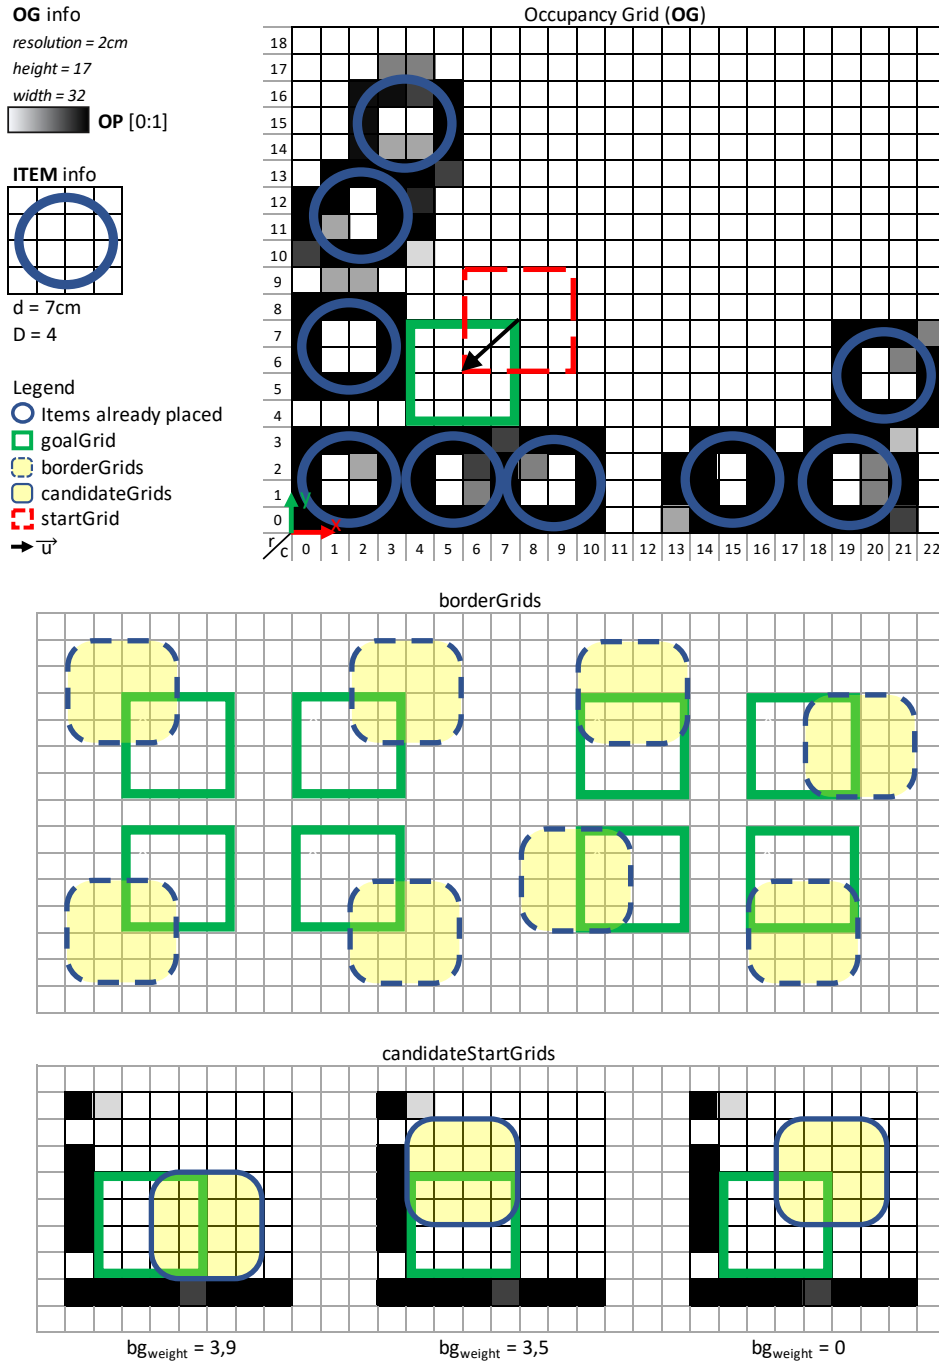 OG info
resolution = 2cm
height = 17
width = 32
OP [0:1]
ITEM info
d = 7cm
D = 4
Legend
Items already placed
goalGrid
borderGrids
candidateGrids
startGrid
u
Occupancy Grid (OG)
18
17
16
15
14
13
12
11
10
9
8
7
6
5
4
3
2
1
0
y
x
r/c 0 1 2 3 4 5 6 7 8 9 10 11 12 13 14 15 16 17 18 19 20 21 22
borderGrids
candidateStartGrids
bgweight = 3,9 bgweight = 3,5 bgweight = 0